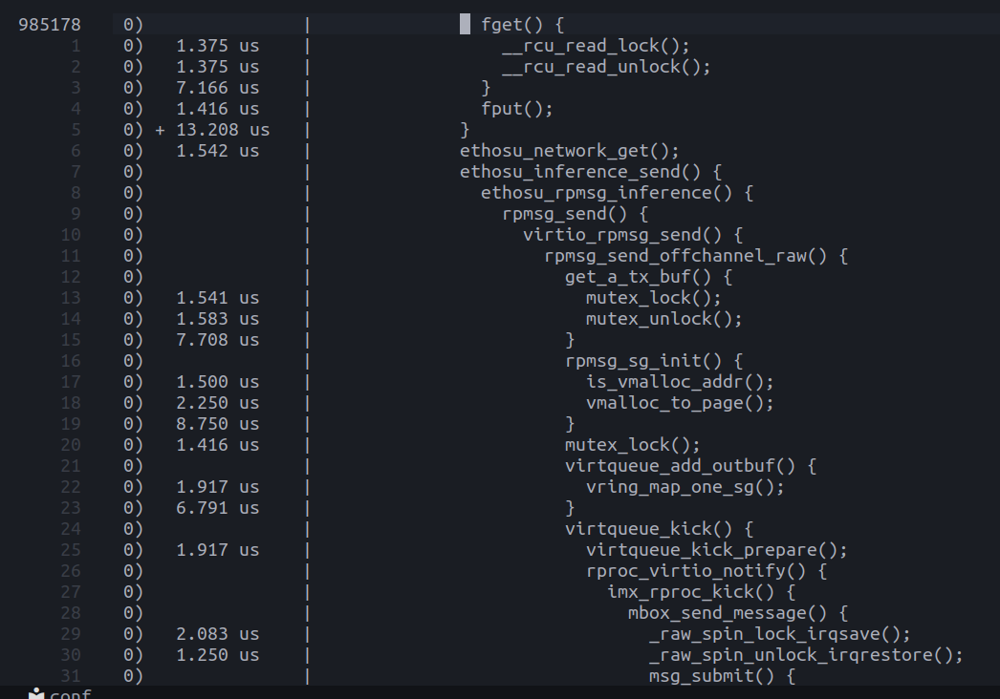 985178 0) | fget() {
1 0) 1.375 us | __rcu_read_lock();
2 0) 1.375 us | __rcu_read_unlock();
3 0) 7.166 us | }
4 0) 1.416 us | fput();
5 0) + 13.208 us | }
6 0) 1.542 us | ethosu_network_get();
7 0) | ethosu_inference_send() {
8 0) | ethosu_rpmsg_inference() {
9 0) | rpmsg_send() {
10 0) | virtio_rpmsg_send() {
11 0) | rpmsg_send_offchannel_raw() {
12 0) | get_a_tx_buf() {
13 0) 1.541 us | mutex_lock();
14 0) 1.583 us | mutex_unlock();
15 0) 7.708 us | }
16 0) | rpmsg_sg_init() {
17 0) 1.500 us | is_vmalloc_addr();
18 0) 2.250 us | vmalloc_to_page();
19 0) 8.750 us | }
20 0) 1.416 us | mutex_lock();
21 0) | virtqueue_add_outbuf() {
22 0) 1.917 us | vring_map_one_sg();
23 0) 6.791 us | }
24 0) | virtqueue_kick() {
25 0) 1.917 us | virtqueue_kick_prepare();
26 0) | rproc_virtio_notify() {
27 0) | imx_rproc_kick() {
28 0) | mbox_send_message() {
29 0) 2.083 us | _raw_spin_lock_irqsave();
30 0) 1.250 us | _raw_spin_unlock_irqrestore();
31 0) | msg_submit() {
conf